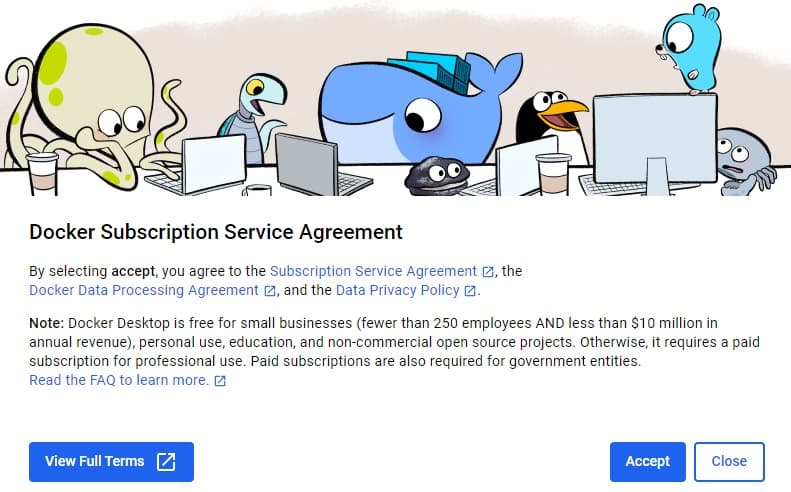 Docker Subscription Service Agreement
By selecting accept, you agree to the Subscription Service Agreement, the
Docker Data Processing Agreement, and the Data Privacy Policy.
Note: Docker Desktop is free for small businesses (fewer than 250 employees AND less than $10 million in
annual revenue), personal use, education, and non-commercial open source projects. Otherwise, it requires a paid
subscription for professional use. Paid subscriptions are also required for government entities.
Read the FAQ to learn more.
View Full Terms
Accept
Close